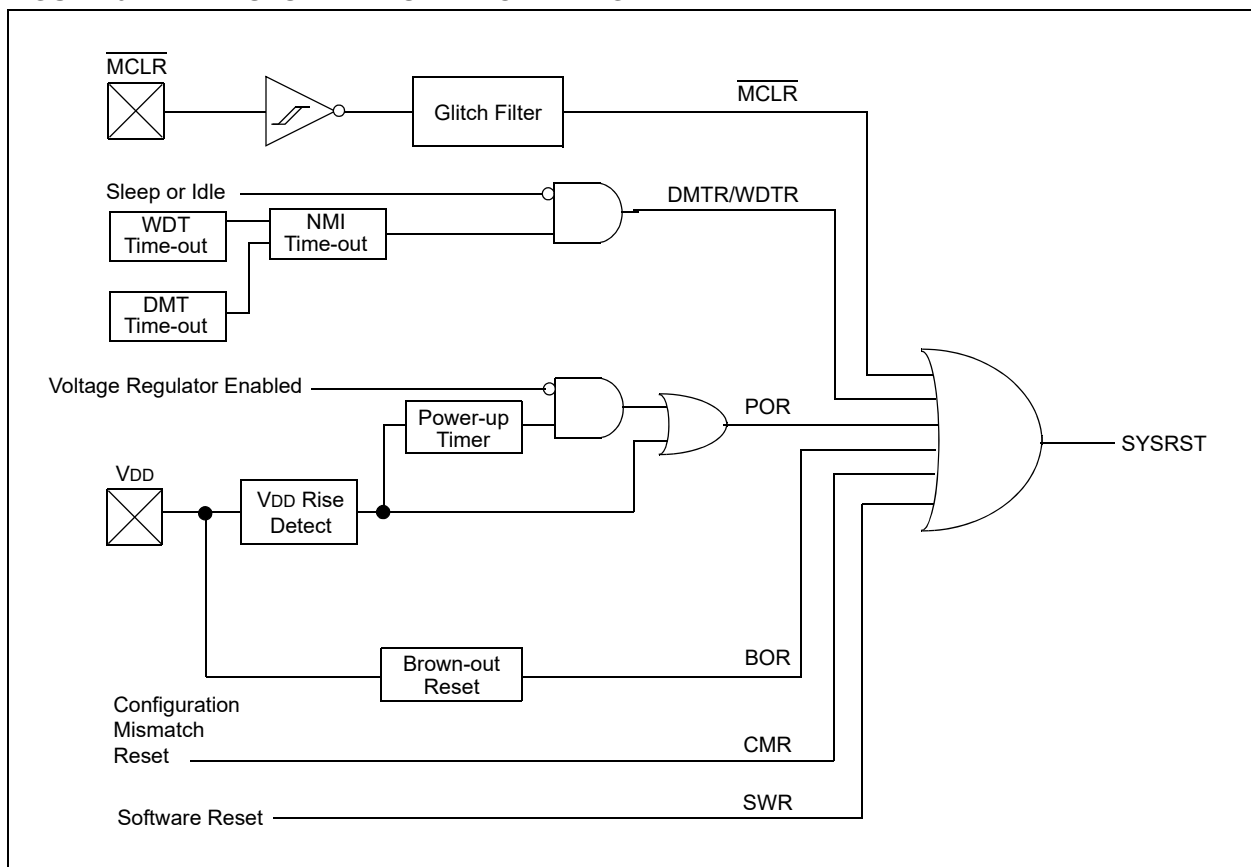 MCLR
Glitch Filter
MCLR
Sleep or Idle
DMTR/WDTR
WDT
Time-out
NMI
Time-out
DMT
Time-out
Voltage Regulator Enabled
Power-up
Timer
POR
SYSRST
VDD
VDD Rise
Detect
Brown-out
Reset
BOR
Configuration
Mismatch
Reset
CMR
Software Reset
SWR